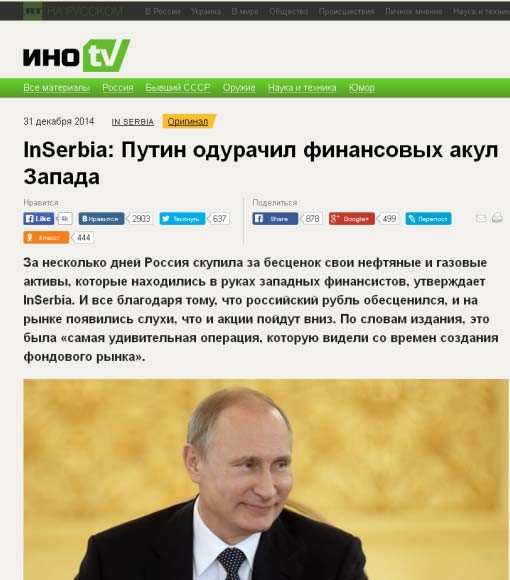 RT НА РУССКОМ В России Украина В мире Общество Происшествия Личное мнение Наука и техн
ИНО tv
Все материалы Россия Бывший СССР Оружие Наука и техника Юмор
31 декабря 2014 IN SERBIA Оригинал
InSerbia: Путин одурачил финансовых акул
Запада
Нравится Поделиться
Like 4k Нравится 2903 Твитнуть 637 Share 878 Google+ 499 Перепост
Класс! 444
За несколько дней Россия скупила за бесценок свои нефтяные и газовые
активы, которые находились в руках западных финансистов, утверждает
InSerbia. И все благодаря тому, что российский рубль обесценился, и на
рынке появились слухи, что и акции пойдут вниз. По словам издания, это
была «самая удивительная операция, которую видели со времен создания
фондового рынка».